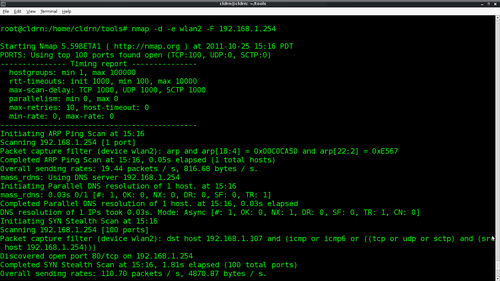 cldrn@cldrn: ~/tools
File Edit View Terminal Help
root@cldrn:/home/cldrn/tools# nmap -d -e wlan2 -F 192.168.1.254
Starting Nmap 5.59BETA1 ( http://nmap.org ) at 2011-10-25 15:16 PDT
PORTS: Using top 100 ports found open (TCP:100, UDP:0, SCTP:0)
--------------- Timing report ---------------
hostgroups: min 1, max 100000
rtt-timeouts: init 1000, min 100, max 10000
max-scan-delay: TCP 1000, UDP 1000, SCTP 1000
parallelism: min 0, max 0
max-retries: 10, host-timeout: 0
min-rate: 0, max-rate: 0
---------------------------------------------
Initiating ARP Ping Scan at 15:16
Scanning 192.168.1.254 [1 port]
Packet capture filter (device wlan2): arp and arp[18:4] = 0x00C0CA50 and arp[22:2] = 0xE567
Completed ARP Ping Scan at 15:16, 0.05s elapsed (1 total hosts)
Overall sending rates: 19.44 packets / s, 816.68 bytes / s.
mass_rdns: Using DNS server 192.168.1.254
Initiating Parallel DNS resolution of 1 host. at 15:16
mass_rdns: 0.03s 0/1 [#: 1, OK: 0, NX: 0, DR: 0, SF: 0, TR: 1]
Completed Parallel DNS resolution of 1 host. at 15:16, 0.03s elapsed
DNS resolution of 1 IPs took 0.03s. Mode: Async [#: 1, OK: 0, NX: 1, DR: 0, SF: 0, TR: 1, CN: 0]
Initiating SYN Stealth Scan at 15:16
Scanning 192.168.1.254 [100 ports]
Packet capture filter (device wlan2): dst host 192.168.1.107 and (icmp or icmp6 or ((tcp or udp or sctp) and (src
host 192.168.1.254)))
Discovered open port 80/tcp on 192.168.1.254
Completed SYN Stealth Scan at 15:16, 1.81s elapsed (100 total ports)
Overall sending rates: 110.70 packets / s, 4870.87 bytes / s.